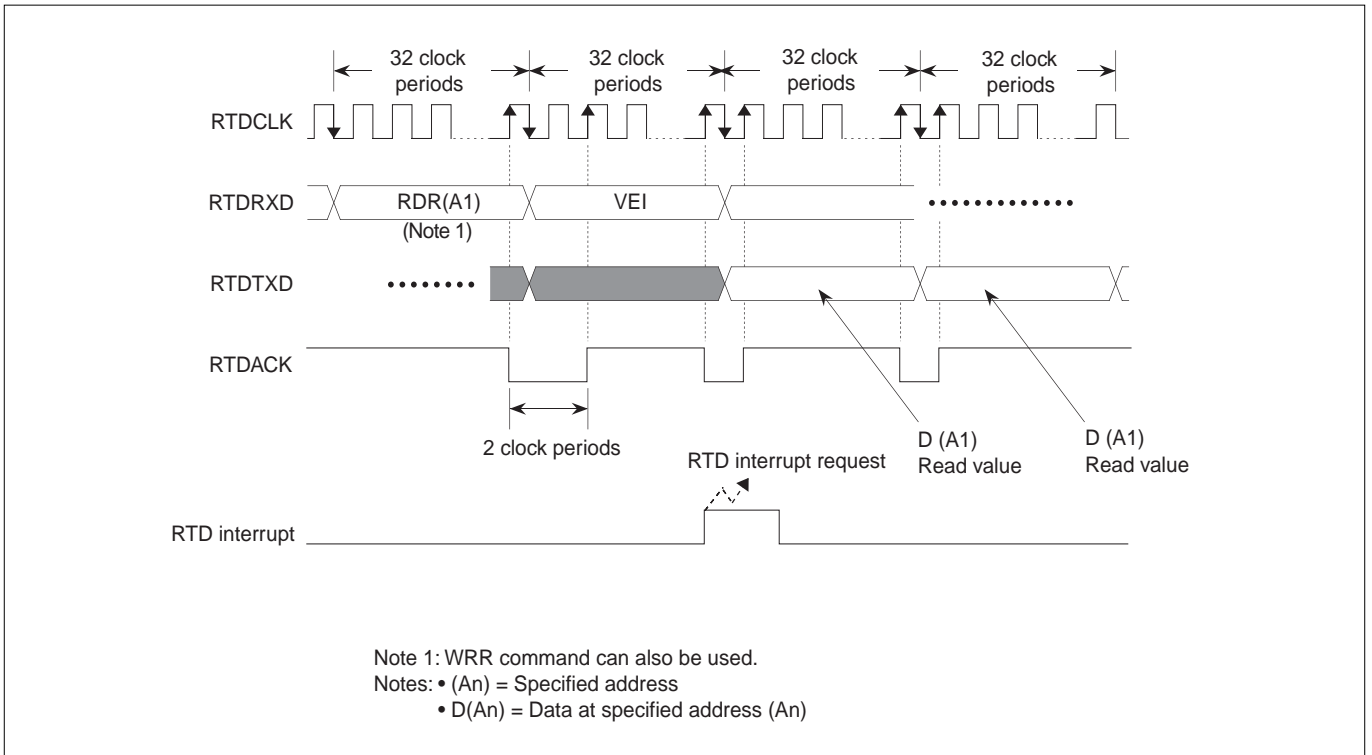 32 clock
periods
32 clock
periods
32 clock
periods
32 clock
periods
RTDCLK
RTDRXD
RDR(A1)
(Note 1)
VEI
RTDTXD
RTDACK
2 clock periods
D (A1)
Read value
D (A1)
Read value
RTD interrupt request
RTD interrupt
Note 1: WRR command can also be used.
Notes: • (An) = Specified address
• D(An) = Data at specified address (An)